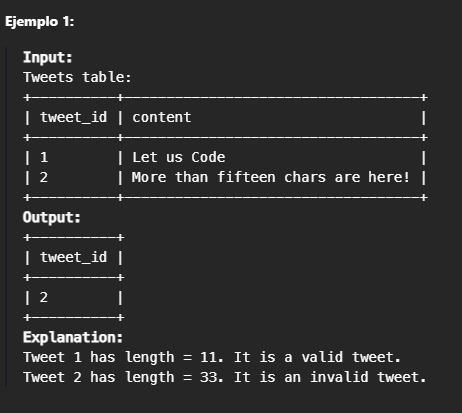 Ejemplo 1:
Input:
Tweets table:
+----------+-----------------------------------+
| tweet_id | content                           |
+----------+-----------------------------------+
| 1        | Let us Code                       |
| 2        | More than fifteen chars are here! |
+----------+-----------------------------------+
Output:
+----------+
| tweet_id |
+----------+
| 2        |
+----------+
Explanation:
Tweet 1 has length = 11. It is a valid tweet.
Tweet 2 has length = 33. It is an invalid tweet.